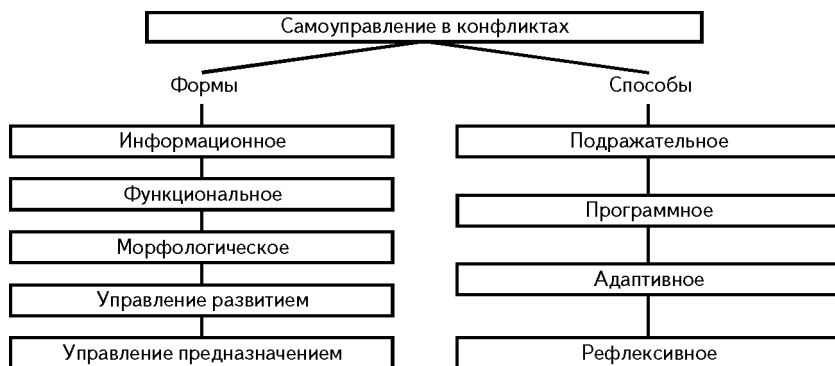 Самоуправление в конфликтах
Формы
Способы
Информационное
Подражательное
Функциональное
Программное
Морфологическое
Адаптивное
Управление развитием
Управление предназначением
Рефлексивное